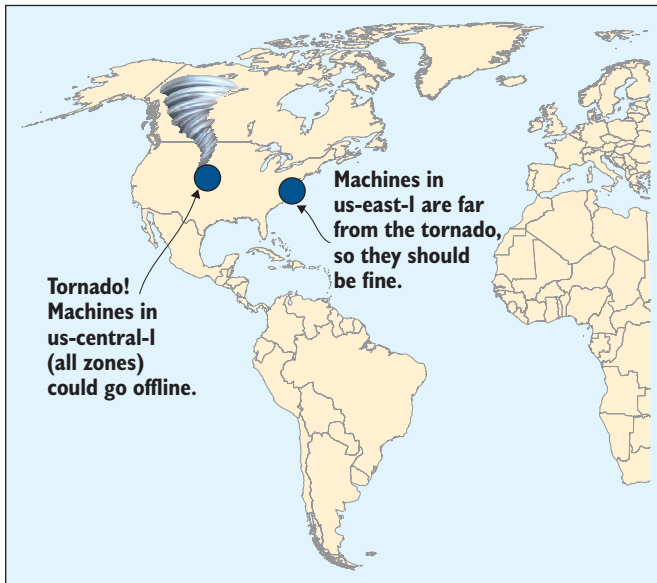 Machines in
us-east-1 are far
from the tornado,
so they should
be fine.
Tornado!
Machines in
us-central-1
(all zones)
could go offline.